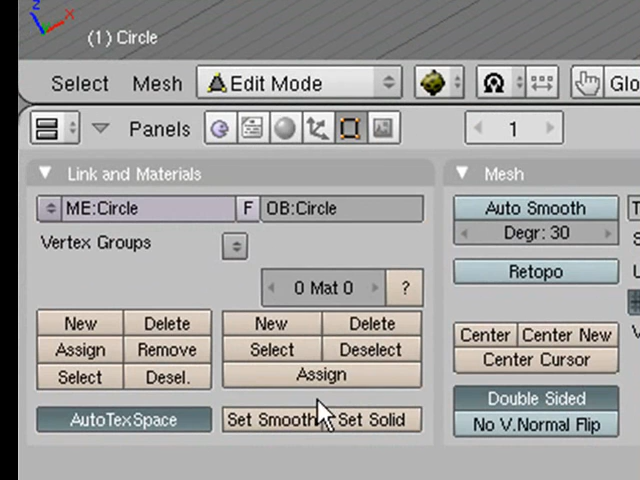 Z X
(1) Circle
Select Mesh Edit Mode Glo
Panels 1
Link and Materials
ME:Circle F OB:Circle
Vertex Groups
0 Mat 0 ?
New Delete New Delete
Assign Remove Select Deselect
Select Desel. Assign
AutoTexSpace Set Smooth Set Solid
Mesh
Auto Smooth
Degr: 30
Retopo
Center Center New
Center Cursor
Double Sided
No V.Normal Flip